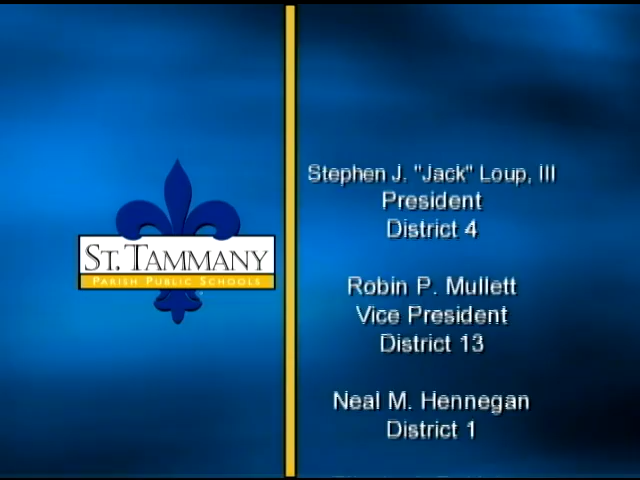 ST. TAMMANY
PARISH PUBLIC SCHOOLS
Stephen J. "Jack" Loup, III
President
District 4
Robin P. Mullett
Vice President
District 13
Neal M. Hennegan
District 1